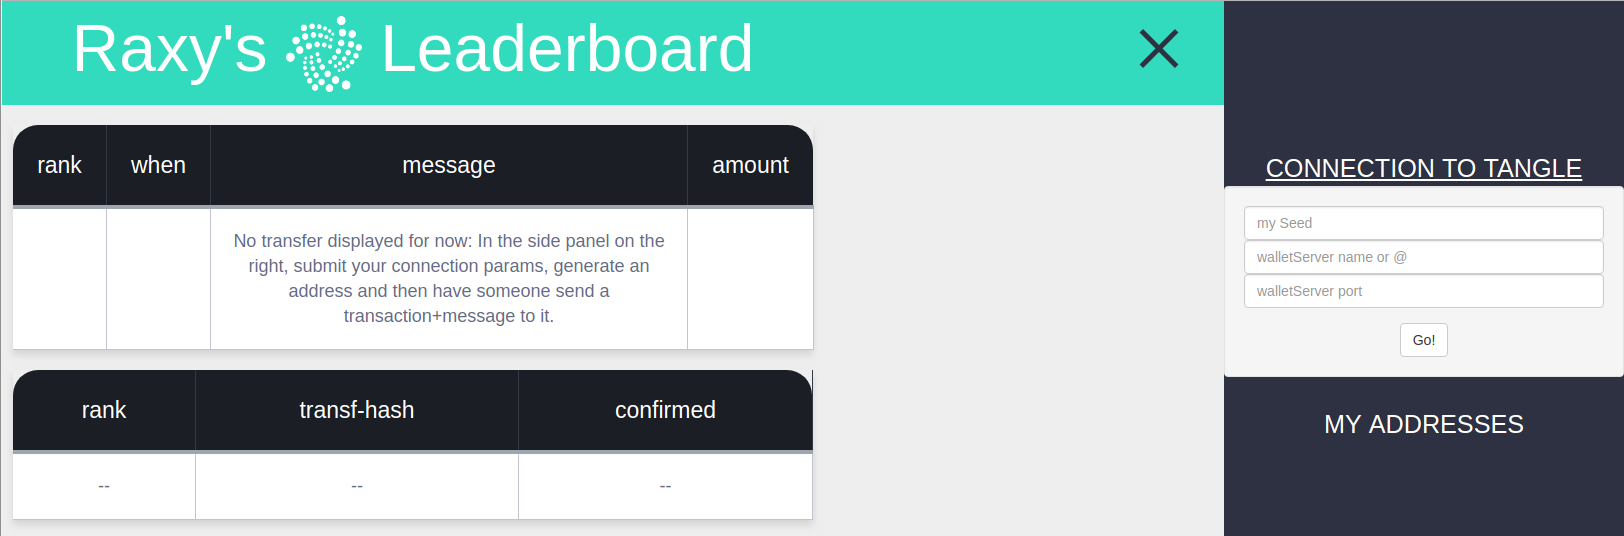 Raxy's Leaderboard
rank when message amount
No transfer displayed for now: In the side panel on the
right, submit your connection params, generate an
address and then have someone send a
transaction+message to it.
rank transf-hash confirmed
-- -- --
CONNECTION TO TANGLE
my Seed
walletServer name or @
walletServer port
Go!
MY ADDRESSES